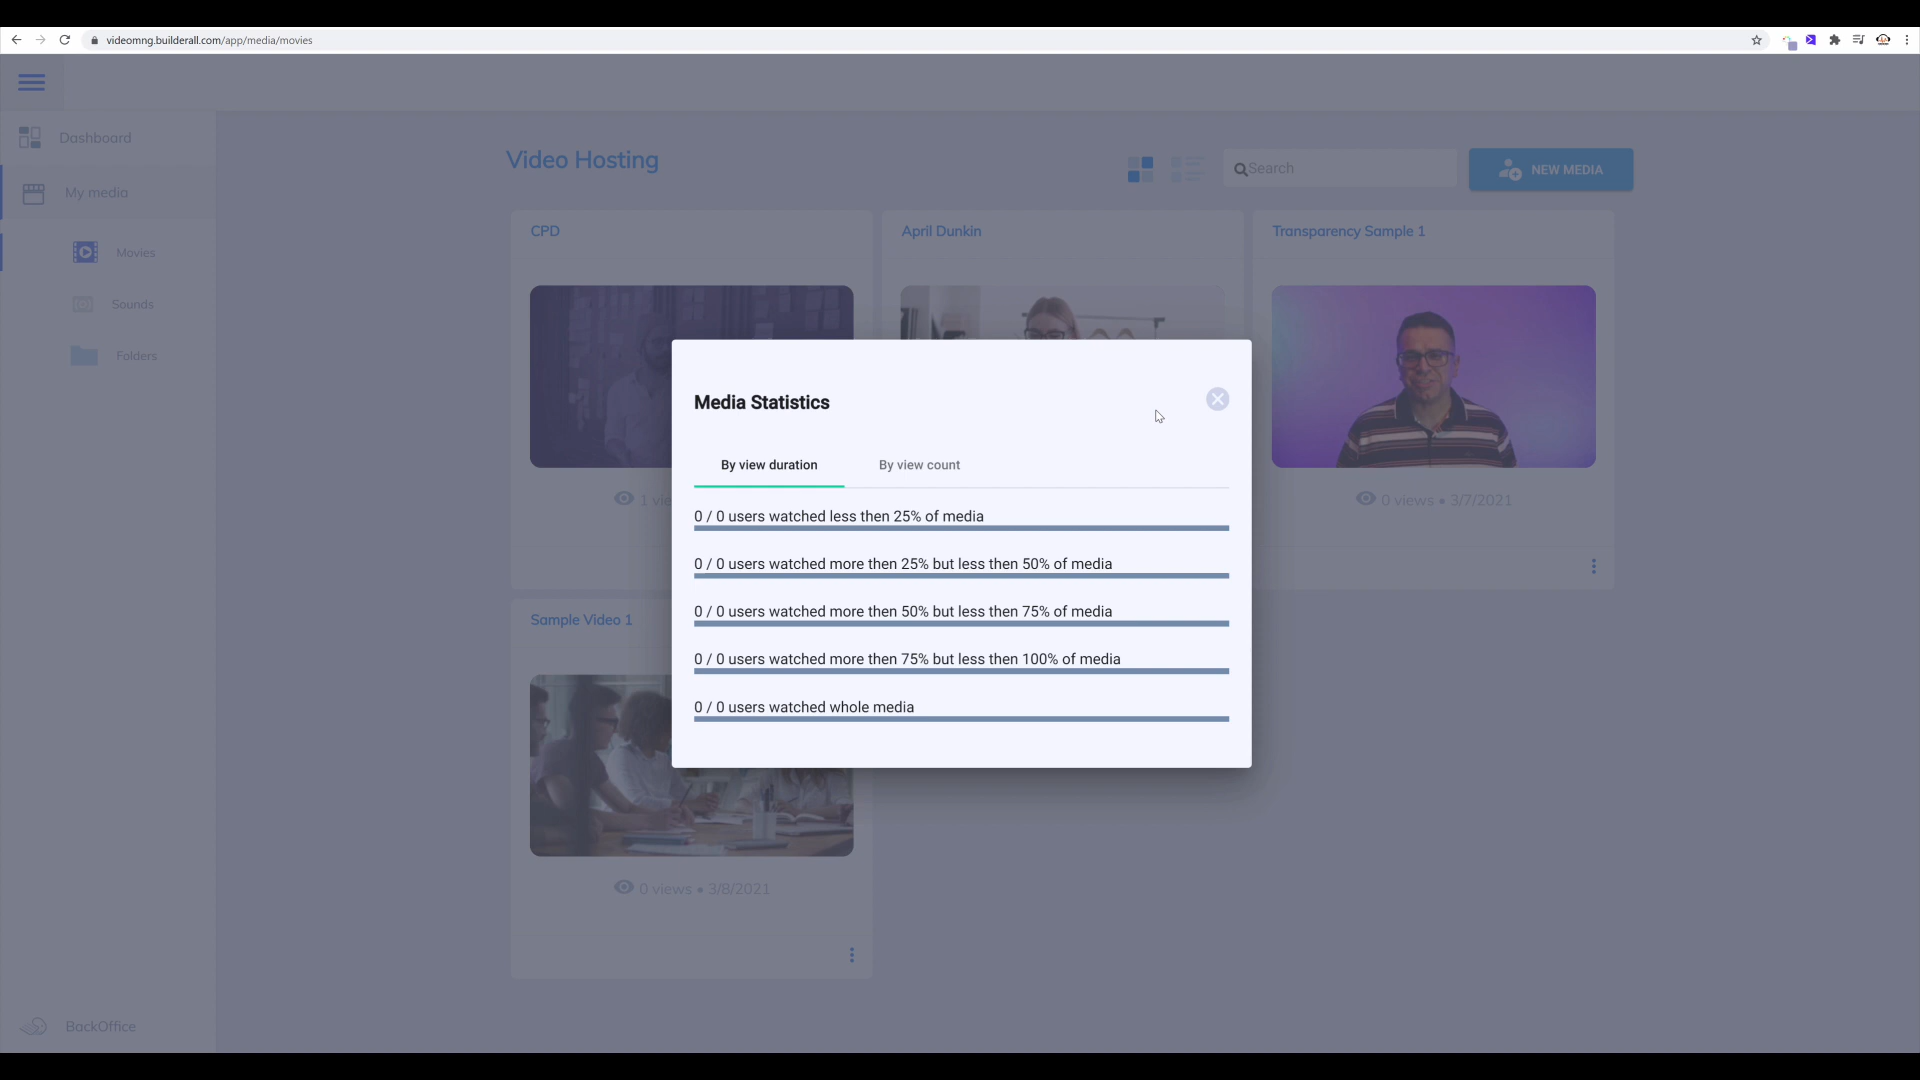 videomng.builderall.com/app/media/movies
Dashboard
My media
Movies
Sounds
Folders
BackOffice
Video Hosting
Search
NEW MEDIA
CPD
April Dunkin
Transparency Sample 1
1 vie
0 views • 3/7/2021
Sample Video 1
0 views • 3/8/2021
Media Statistics
By view duration
By view count
0 / 0 users watched less then 25% of media
0 / 0 users watched more then 25% but less then 50% of media
0 / 0 users watched more then 50% but less then 75% of media
0 / 0 users watched more then 75% but less then 100% of media
0 / 0 users watched whole media